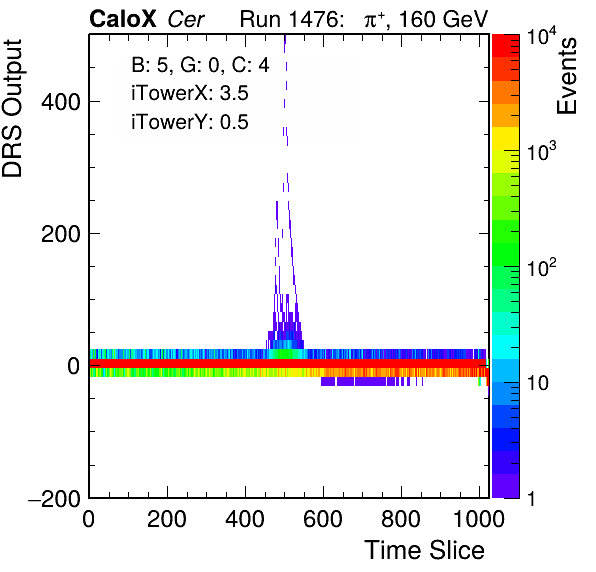 CaloX Cer Run 1476: π⁺, 160 GeV
B: 5, G: 0, C: 4
iTowerX: 3.5
iTowerY: 0.5
DRS Output
400
200
0
−200
0 200 400 600 800 1000
Time Slice
Events
10⁴
10³
10²
10
1